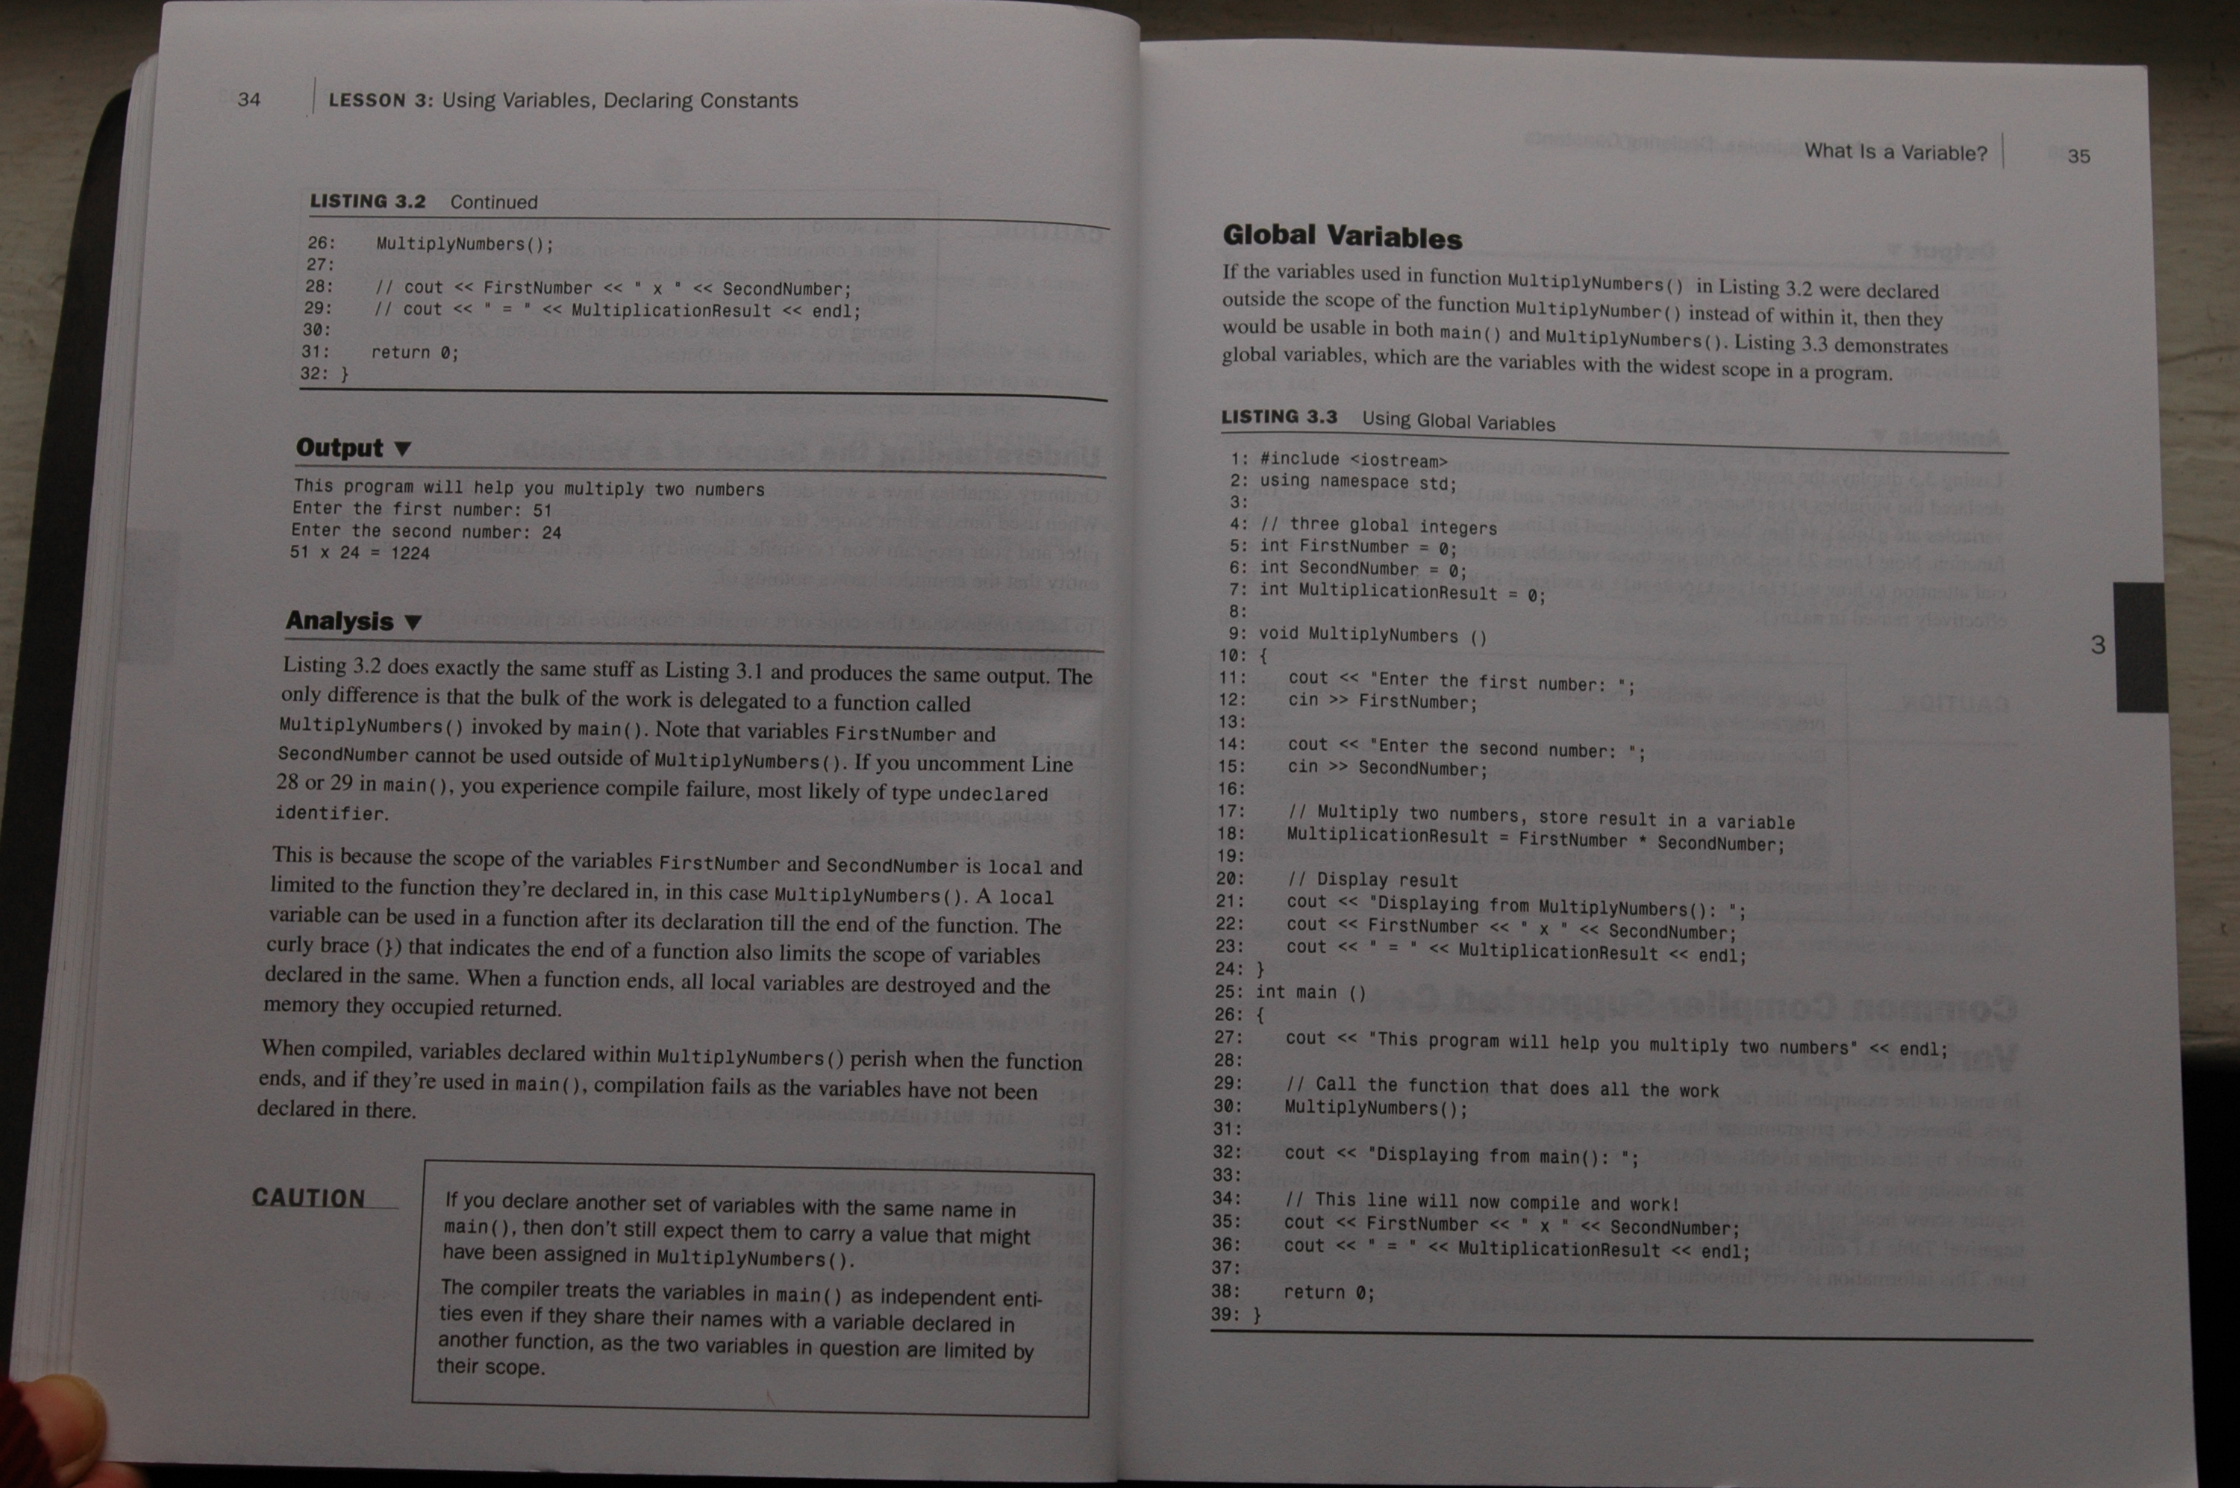 34 LESSON 3: Using Variables, Declaring Constants
LISTING 3.2 Continued
26: MultiplyNumbers();
27:
28: // cout << FirstNumber << " x " << SecondNumber;
29: // cout << " = " << MultiplicationResult << endl;
30:
31: return 0;
32: }
Output ▼
This program will help you multiply two numbers
Enter the first number: 51
Enter the second number: 24
51 x 24 = 1224
Analysis ▼
Listing 3.2 does exactly the same stuff as Listing 3.1 and produces the same output. The
only difference is that the bulk of the work is delegated to a function called
MultiplyNumbers() invoked by main(). Note that variables FirstNumber and
SecondNumber cannot be used outside of MultiplyNumbers(). If you uncomment Line
28 or 29 in main(), you experience compile failure, most likely of type undeclared
identifier.
This is because the scope of the variables FirstNumber and SecondNumber is local and
limited to the function they're declared in, in this case MultiplyNumbers(). A local
variable can be used in a function after its declaration till the end of the function. The
curly brace (}) that indicates the end of a function also limits the scope of variables
declared in the same. When a function ends, all local variables are destroyed and the
memory they occupied returned.
When compiled, variables declared within MultiplyNumbers() perish when the function
ends, and if they're used in main(), compilation fails as the variables have not been
declared in there.
CAUTION
If you declare another set of variables with the same name in
main(), then don't still expect them to carry a value that might
have been assigned in MultiplyNumbers().
The compiler treats the variables in main() as independent enti-
ties even if they share their names with a variable declared in
another function, as the two variables in question are limited by
their scope.
What Is a Variable? 35
Global Variables
If the variables used in function MultiplyNumbers() in Listing 3.2 were declared
outside the scope of the function MultiplyNumber() instead of within it, then they
would be usable in both main() and MultiplyNumbers(). Listing 3.3 demonstrates
global variables, which are the variables with the widest scope in a program.
LISTING 3.3 Using Global Variables
1: #include <iostream>
2: using namespace std;
3:
4: // three global integers
5: int FirstNumber = 0;
6: int SecondNumber = 0;
7: int MultiplicationResult = 0;
8:
9: void MultiplyNumbers ()
10: {
11: cout << "Enter the first number: ";
12: cin >> FirstNumber;
13:
14: cout << "Enter the second number: ";
15: cin >> SecondNumber;
16:
17: // Multiply two numbers, store result in a variable
18: MultiplicationResult = FirstNumber * SecondNumber;
19:
20: // Display result
21: cout << "Displaying from MultiplyNumbers(): ";
22: cout << FirstNumber << " x " << SecondNumber;
23: cout << " = " << MultiplicationResult << endl;
24: }
25: int main ()
26: {
27: cout << "This program will help you multiply two numbers" << endl;
28:
29: // Call the function that does all the work
30: MultiplyNumbers();
31:
32: cout << "Displaying from main(): ";
33:
34: // This line will now compile and work!
35: cout << FirstNumber << " x " << SecondNumber;
36: cout << " = " << MultiplicationResult << endl;
37:
38: return 0;
39: }
3